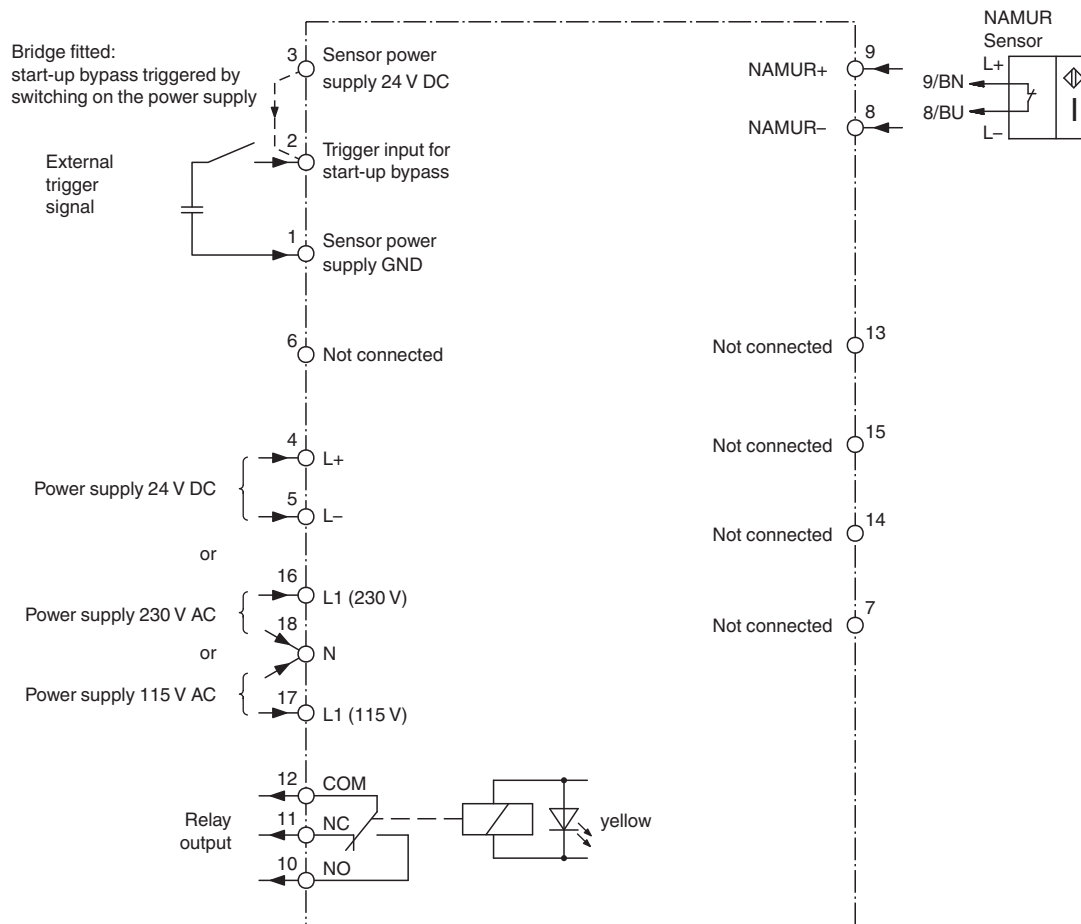 Bridge fitted:
start-up bypass triggered by
switching on the power supply
3
Sensor power
supply 24 V DC
2
Trigger input for
start-up bypass
External
trigger
signal
1
Sensor power
supply GND
6
Not connected
4
L+
Power supply 24 V DC
5
L–
or
16
L1 (230 V)
Power supply 230 V AC
18
N
or
Power supply 115 V AC
17
L1 (115 V)
12
COM
Relay
output
11
NC
10
NO
yellow
9
NAMUR+
8
NAMUR–
NAMUR
Sensor
L+
9/BN
8/BU
L–
13
Not connected
15
Not connected
14
Not connected
7
Not connected